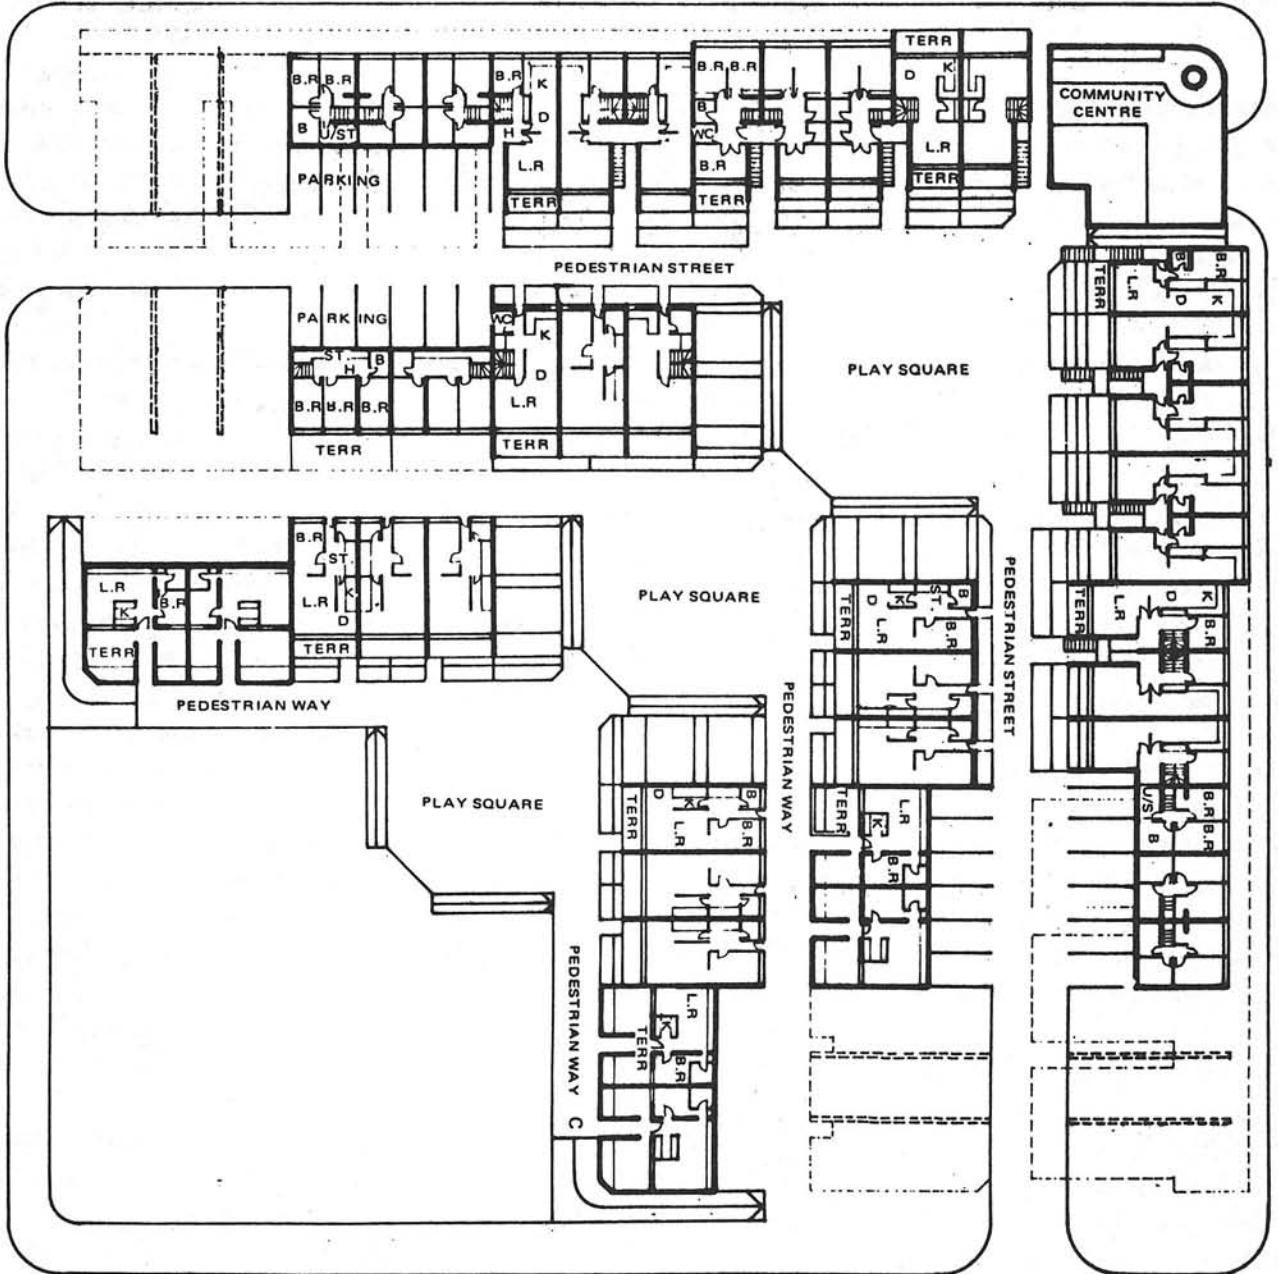 TERR
B.R B.R
B.R B.R
B.R
K
D
K
COMMUNITY
CENTRE
B
U/ST
H
D
B
WC
L.R
B.R
L.R
PARKING
TERR
TERR
TERR
PEDESTRIAN STREET
TERR
L.R
B
D
B.R
K
PARKING
WC
K
ST.
B
H
D
B.R
B.R
B.R
L.R
TERR
TERR
PLAY SQUARE
B.R
ST.
L.R
K
B.R
K
L.R
D
TERR
TERR
PEDESTRIAN WAY
PLAY SQUARE
TERR
D
K
ST.
B
L.R
B.R
PEDESTRIAN STREET
TERR
L.R
D
K
B.R
PEDESTRIAN WAY
PLAY SQUARE
TERR
D
K
B
L.R
B.R
TERR
L.R
K
B.R
U/ST
B
B.R
B.R
PEDESTRIAN WAY C
L.R
K
TERR
B.R